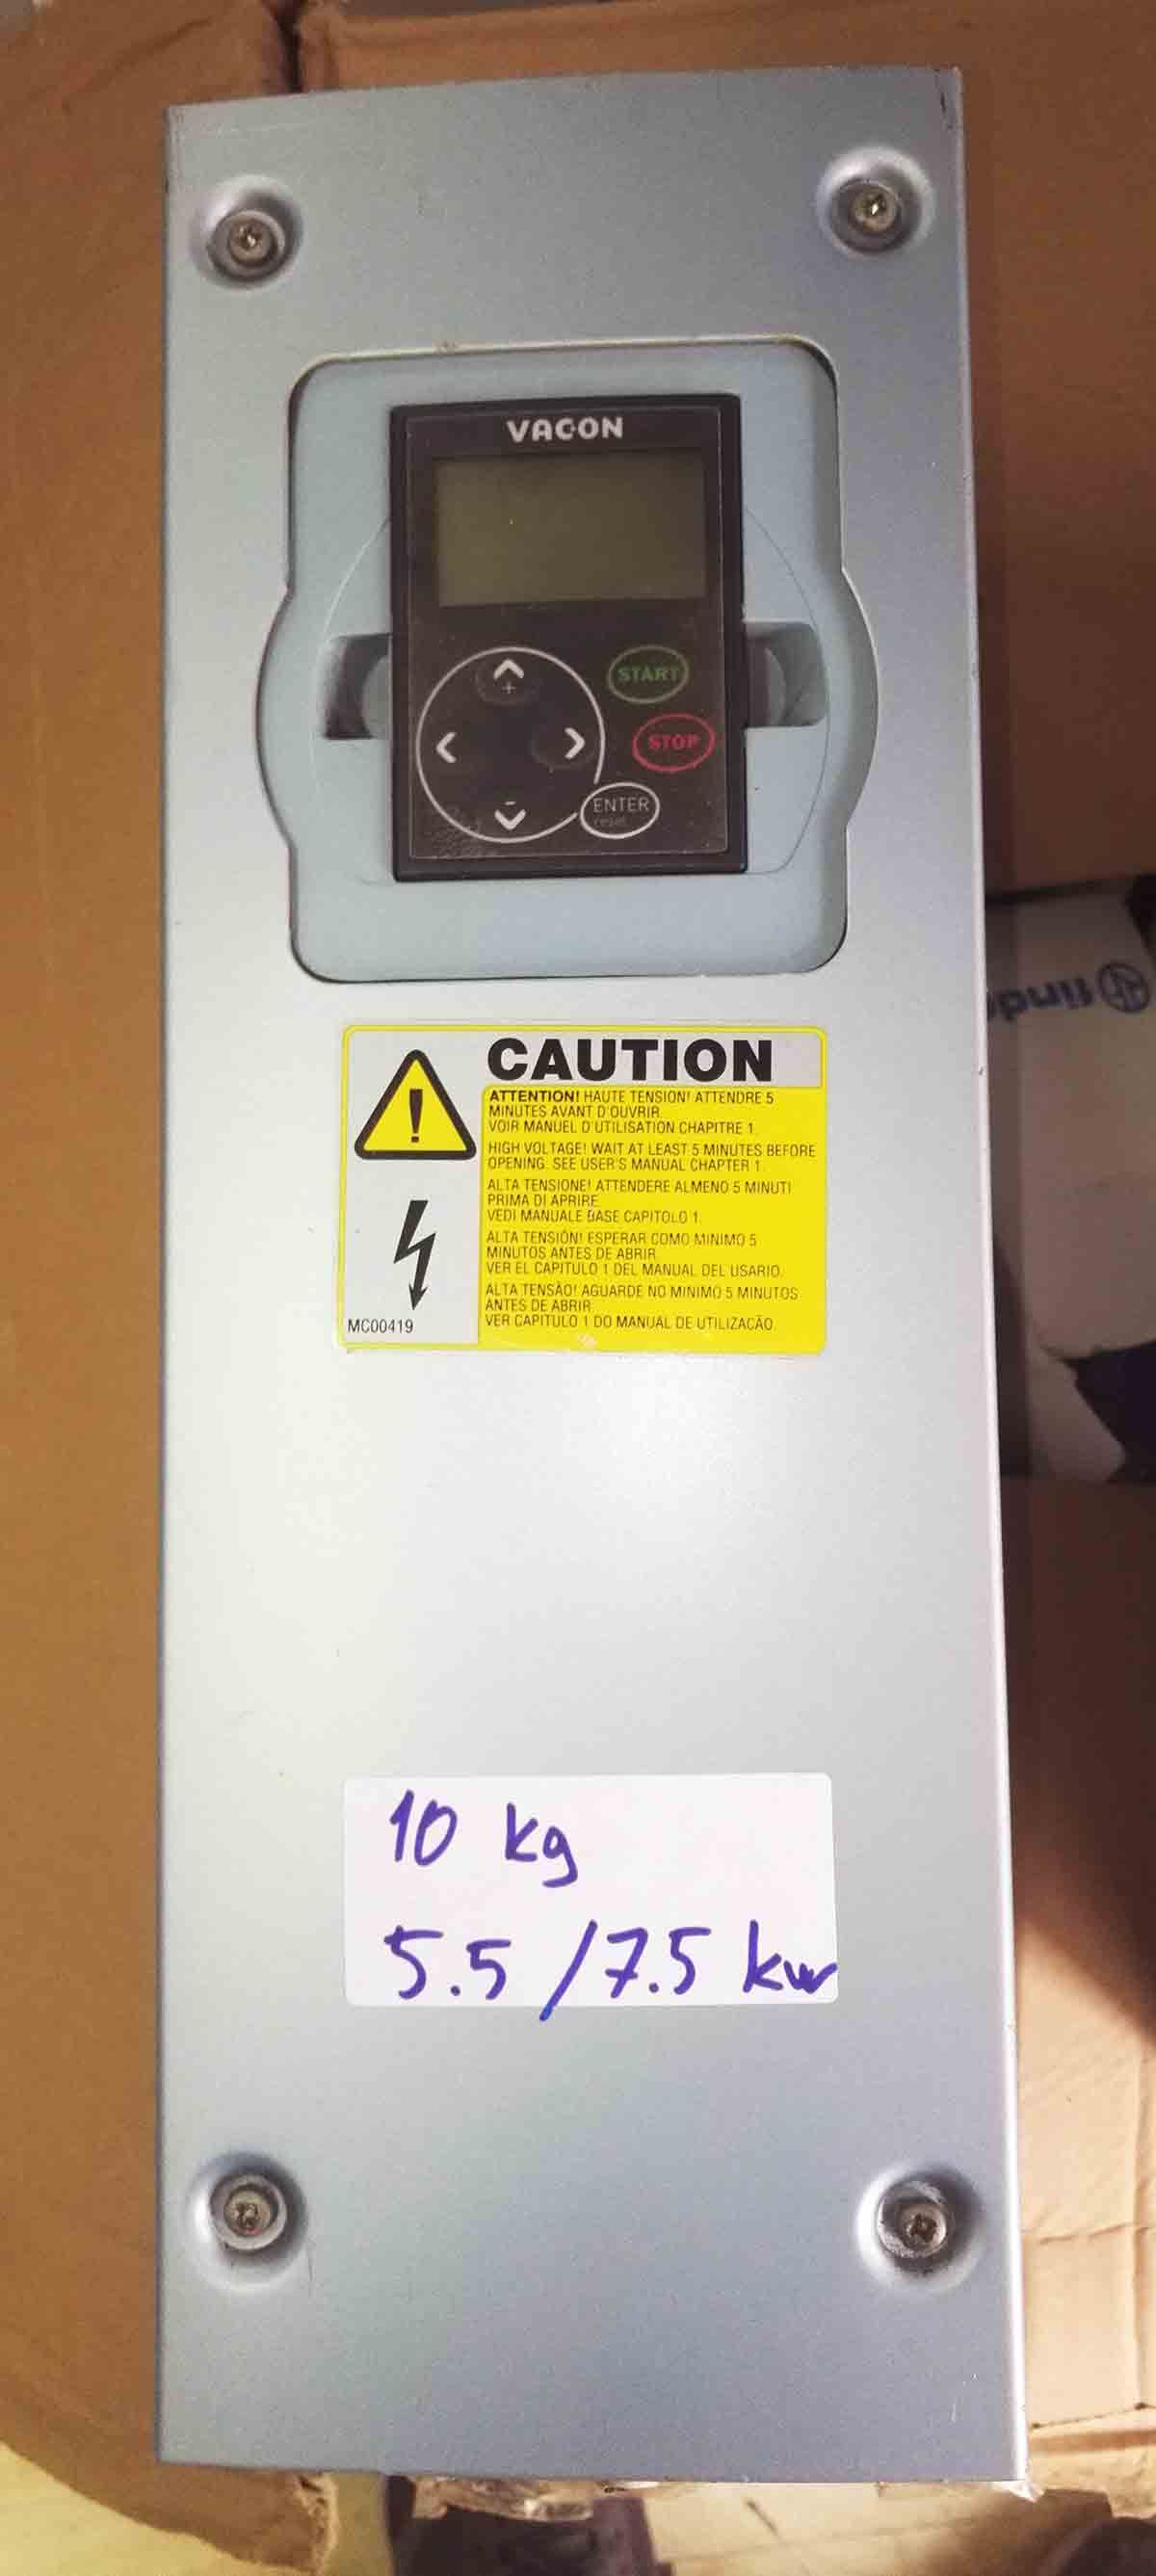 VACON
+
START
STOP
-
ENTER
reset
find
CAUTION
ATTENTION! HAUTE TENSION! ATTENDRE 5
MINUTES AVANT D'OUVRIR.
VOIR MANUEL D'UTILISATION CHAPITRE 1.
HIGH VOLTAGE! WAIT AT LEAST 5 MINUTES BEFORE
OPENING. SEE USER'S MANUAL CHAPTER 1.
ALTA TENSIONE! ATTENDERE ALMENO 5 MINUTI
PRIMA DI APRIRE.
VEDI MANUALE BASE CAPITOLO 1.
ALTA TENSIÓN! ESPERAR COMO MINIMO 5
MINUTOS ANTES DE ABRIR.
VER EL CAPITULO 1 DEL MANUAL DEL USARIO.
ALTA TENSÃO! AGUARDE NO MINIMO 5 MINUTOS
ANTES DE ABRIR
VER CAPITULO 1 DO MANUAL DE UTILIZACÃO.
MC00419
10 kg
5.5 / 7.5 kw